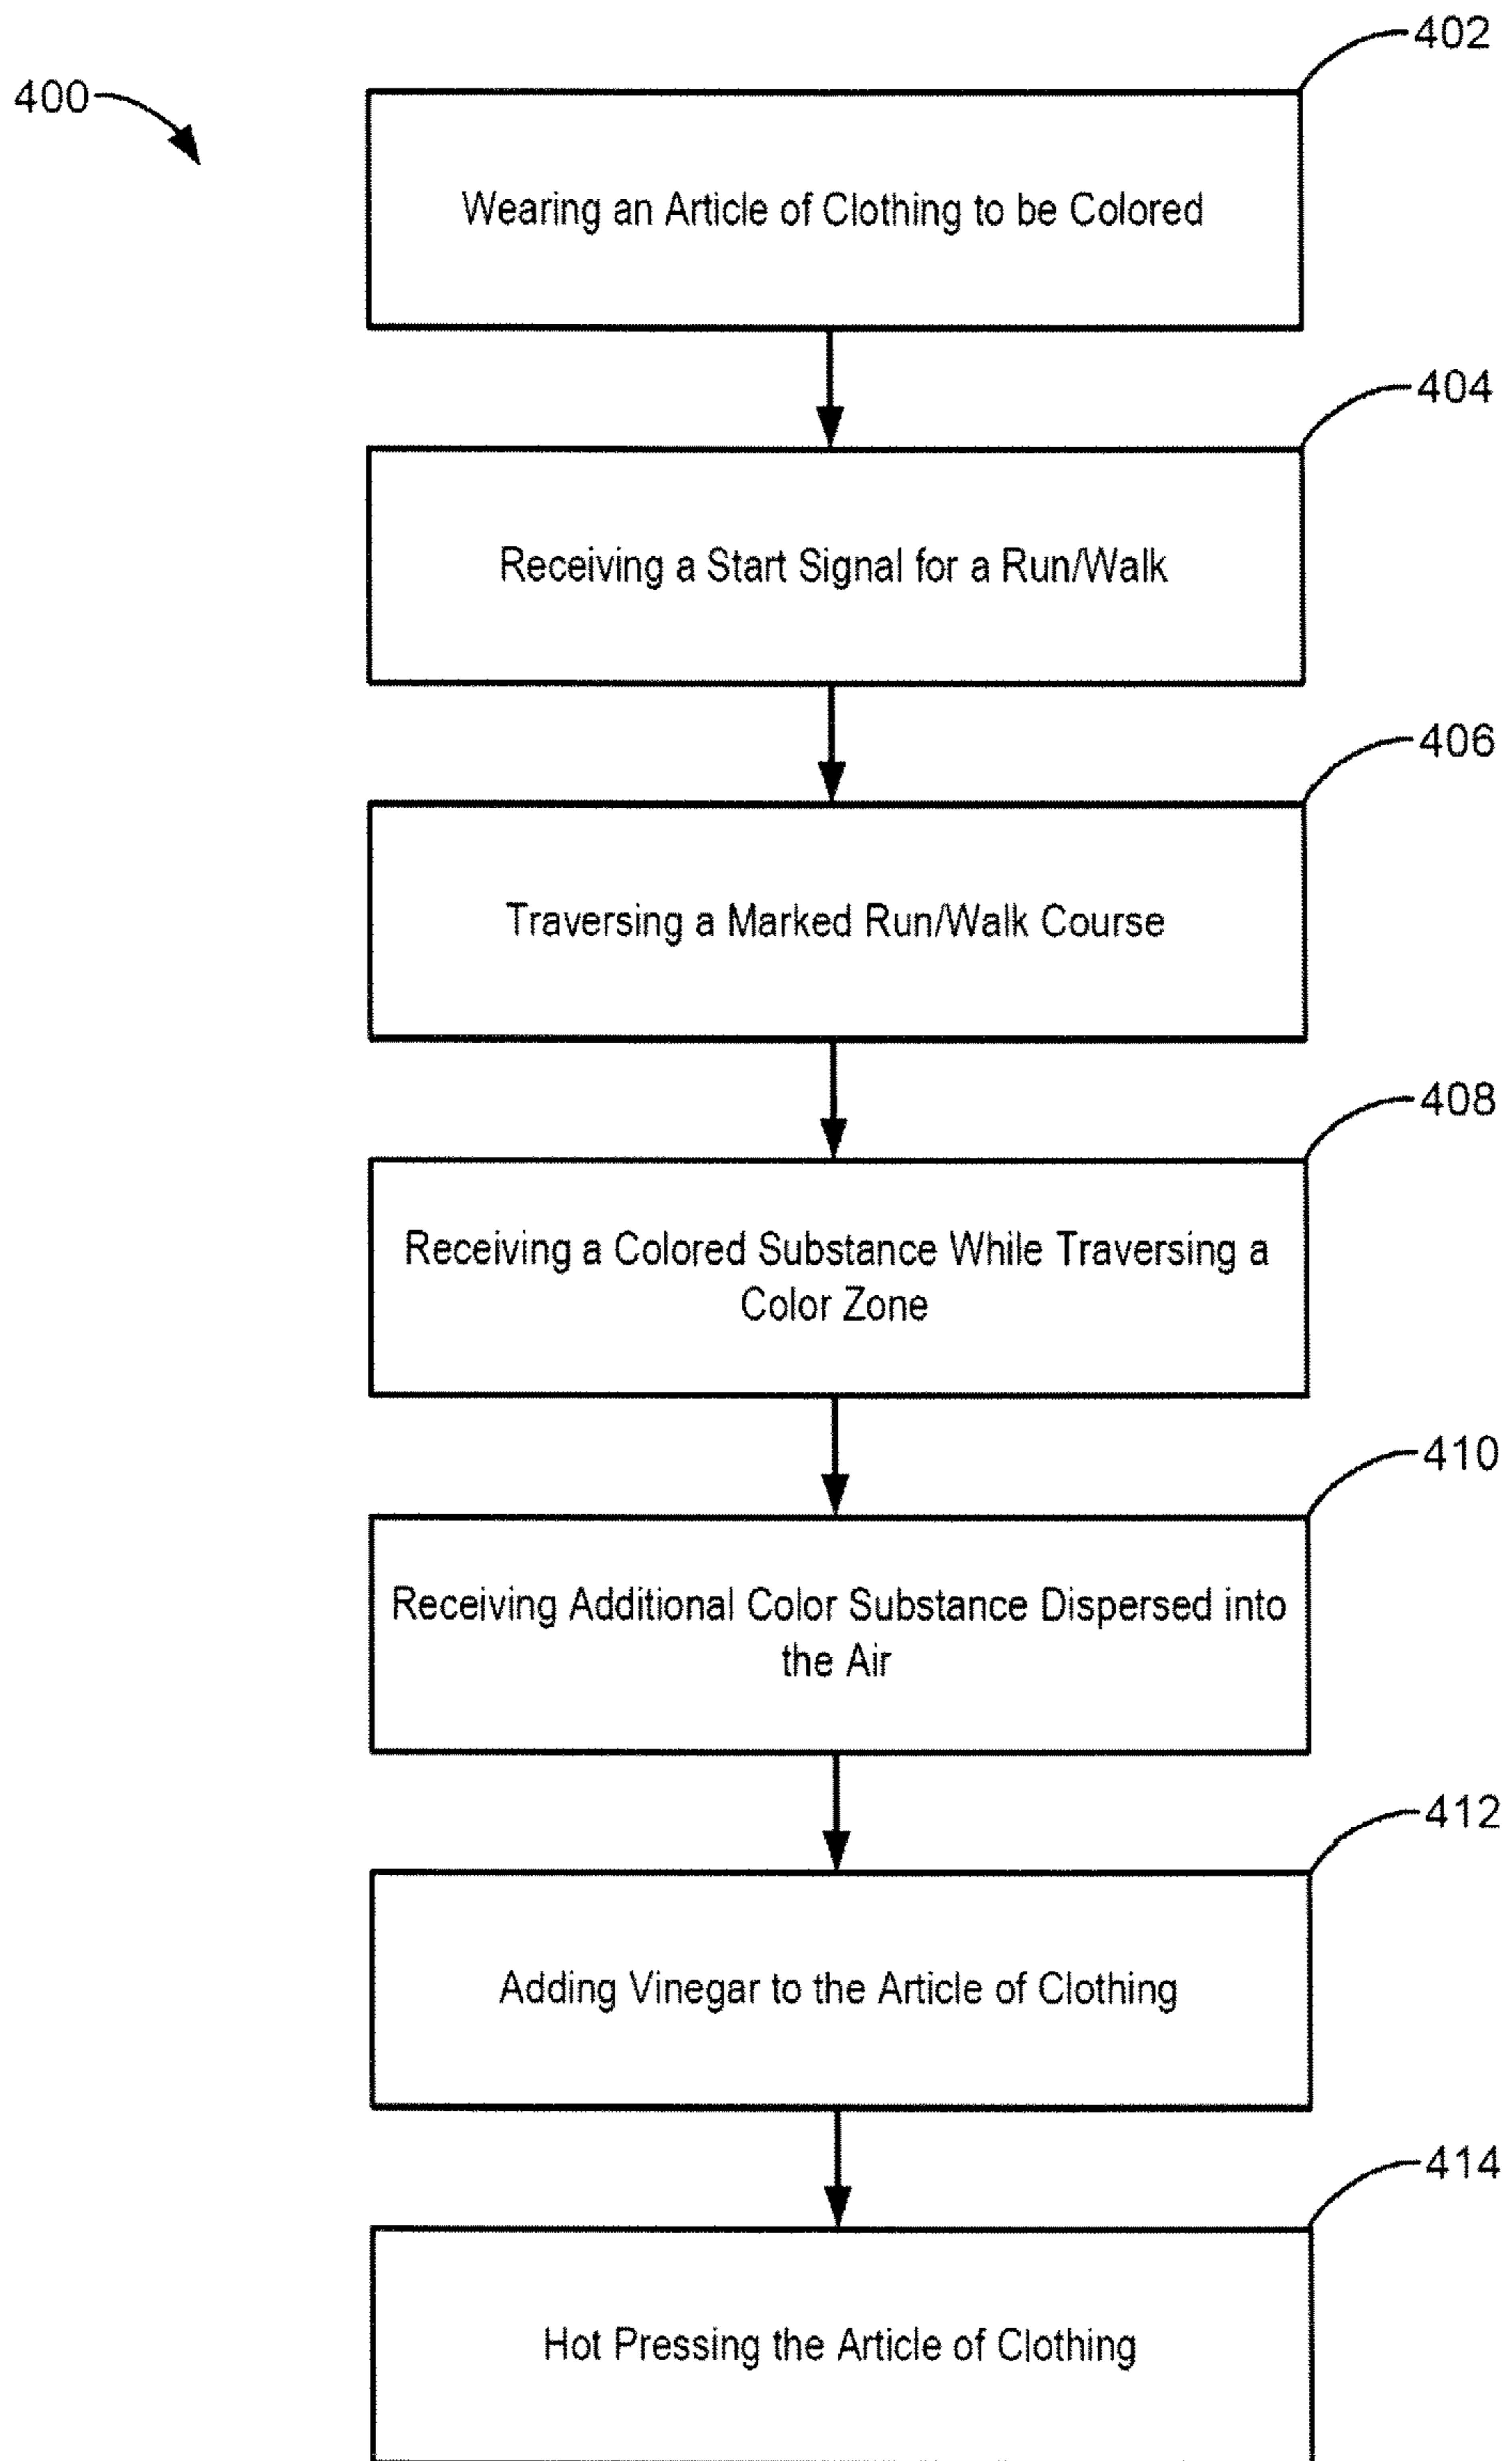 402
400
Wearing an Article of Clothing to be Colored
404
Receiving a Start Signal for a Run/Walk
406
Traversing a Marked Run/Walk Course
408
Receiving a Colored Substance While Traversing a
Color Zone
410
Receiving Additional Color Substance Dispersed into
the Air
412
Adding Vinegar to the Article of Clothing
414
Hot Pressing the Article of Clothing